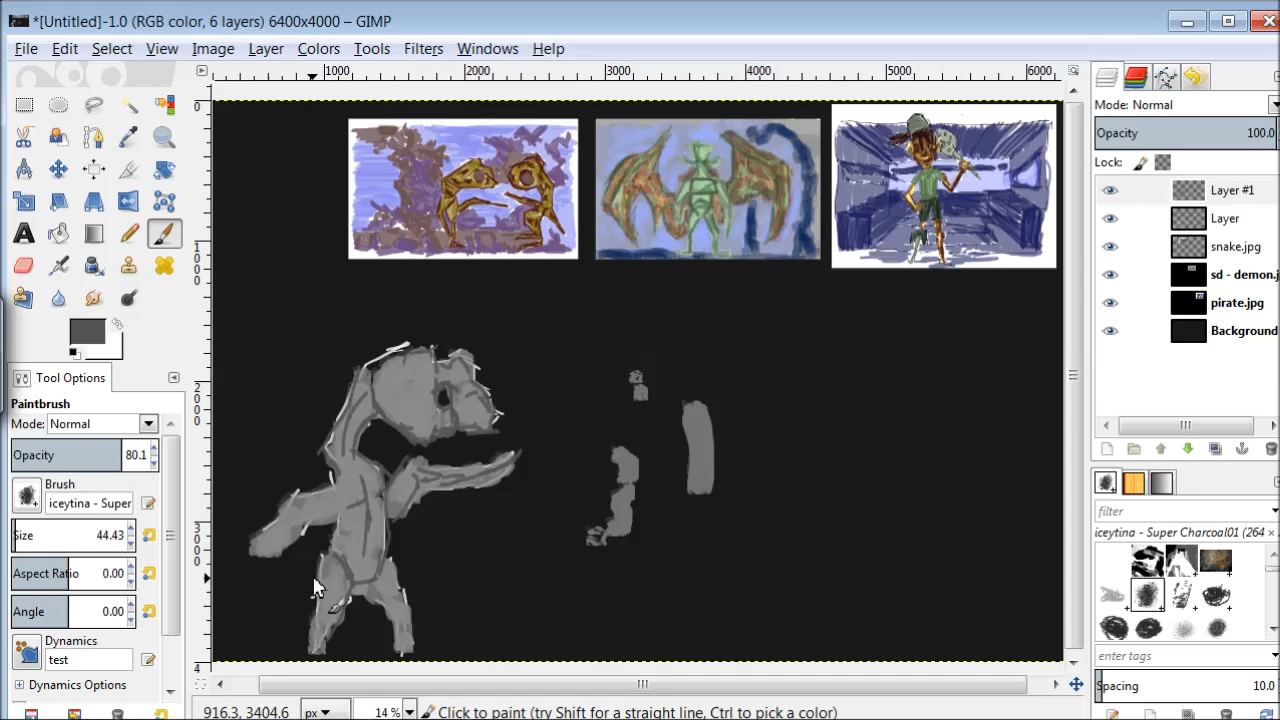 *[Untitled]-1.0 (RGB color, 6 layers) 6400x4000 – GIMP
File Edit Select View Image Layer Colors Tools Filters Windows Help
1000 2000 3000 4000 5000 6000
0
1000
2000
3000
4
Mode: Normal
Opacity 100.0
Lock:
Layer #1
Layer
snake.jpg
sd - demon.j
pirate.jpg
Background
Tool Options
Paintbrush
Mode: Normal
Opacity 80.1
Brush
iceytina - Super
Size 44.43
Aspect Ratio 0.00
Angle 0.00
Dynamics
test
Dynamics Options
filter
iceytina - Super Charcoal01 (264 ×
enter tags
Spacing 10.0
916.3, 3404.6 px 14 % Click to paint (try Shift for a straight line, Ctrl to pick a color)